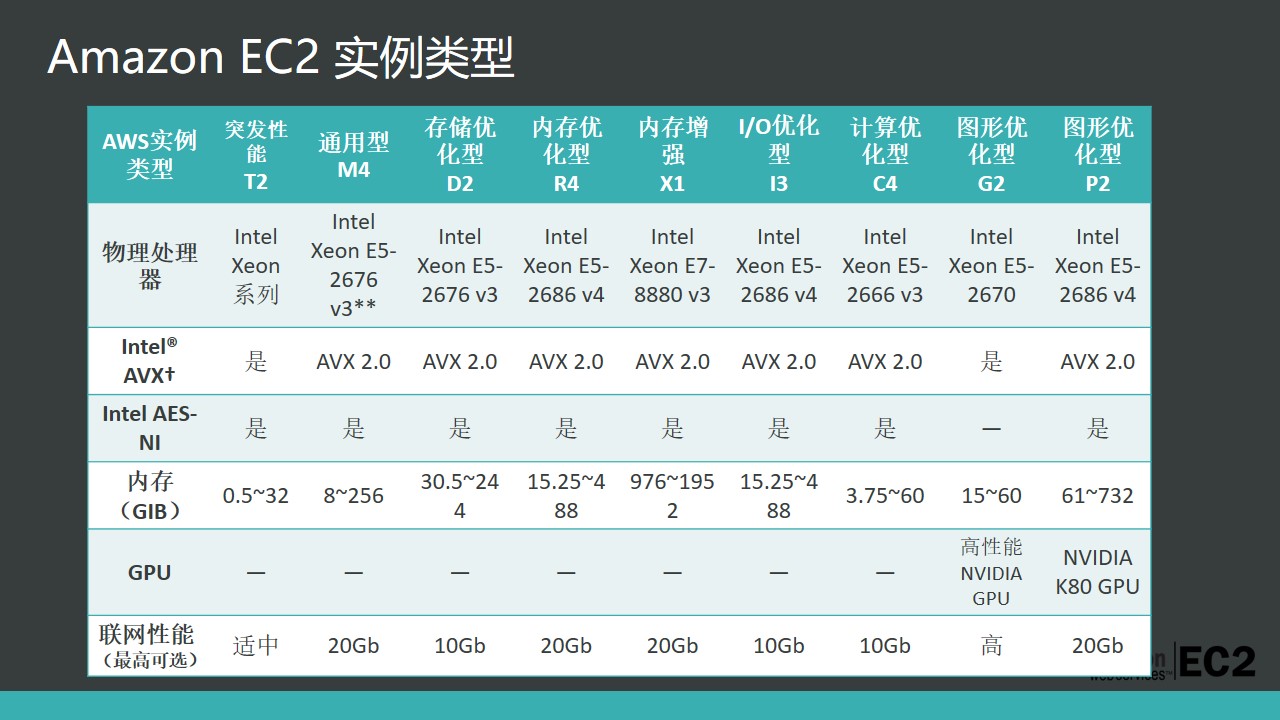 Amazon EC2 实例类型
AWS实例
类型
突发性
能
T2
通用型
M4
存储优
化型
D2
内存优
化型
R4
内存增
强
X1
I/O优化
型
I3
计算优
化型
C4
图形优
化型
G2
图形优
化型
P2
物理处理
器
Intel
Xeon
系列
Intel
Xeon E5-
2676
v3**
Intel
Xeon E5-
2676 v3
Intel
Xeon E5-
2686 v4
Intel
Xeon E7-
8880 v3
Intel
Xeon E5-
2686 v4
Intel
Xeon E5-
2666 v3
Intel
Xeon E5-
2670
Intel
Xeon E5-
2686 v4
Intel®
AVX†
是
AVX 2.0
AVX 2.0
AVX 2.0
AVX 2.0
AVX 2.0
AVX 2.0
是
AVX 2.0
Intel AES-
NI
是
是
是
是
是
是
是
—
是
内存
（GIB）
0.5~32
8~256
30.5~24
4
15.25~4
88
976~195
2
15.25~4
88
3.75~60
15~60
61~732
GPU
—
—
—
—
—
—
—
高性能
NVIDIA
GPU
NVIDIA
K80 GPU
联网性能
（最高可选）
适中
20Gb
10Gb
20Gb
20Gb
10Gb
10Gb
高
20Gb
EC2